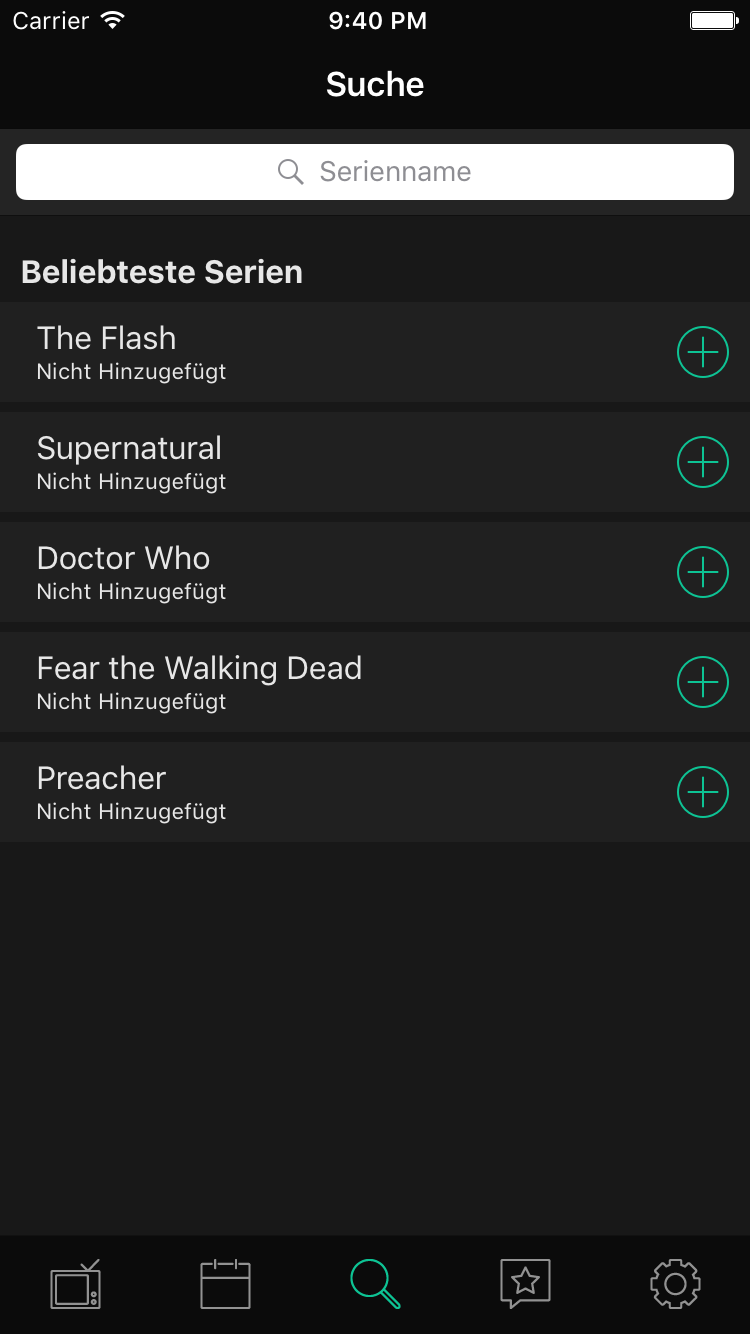 Carrier 9:40 PM
Suche
Serienname
Beliebteste Serien
The Flash
Nicht Hinzugefügt
Supernatural
Nicht Hinzugefügt
Doctor Who
Nicht Hinzugefügt
Fear the Walking Dead
Nicht Hinzugefügt
Preacher
Nicht Hinzugefügt